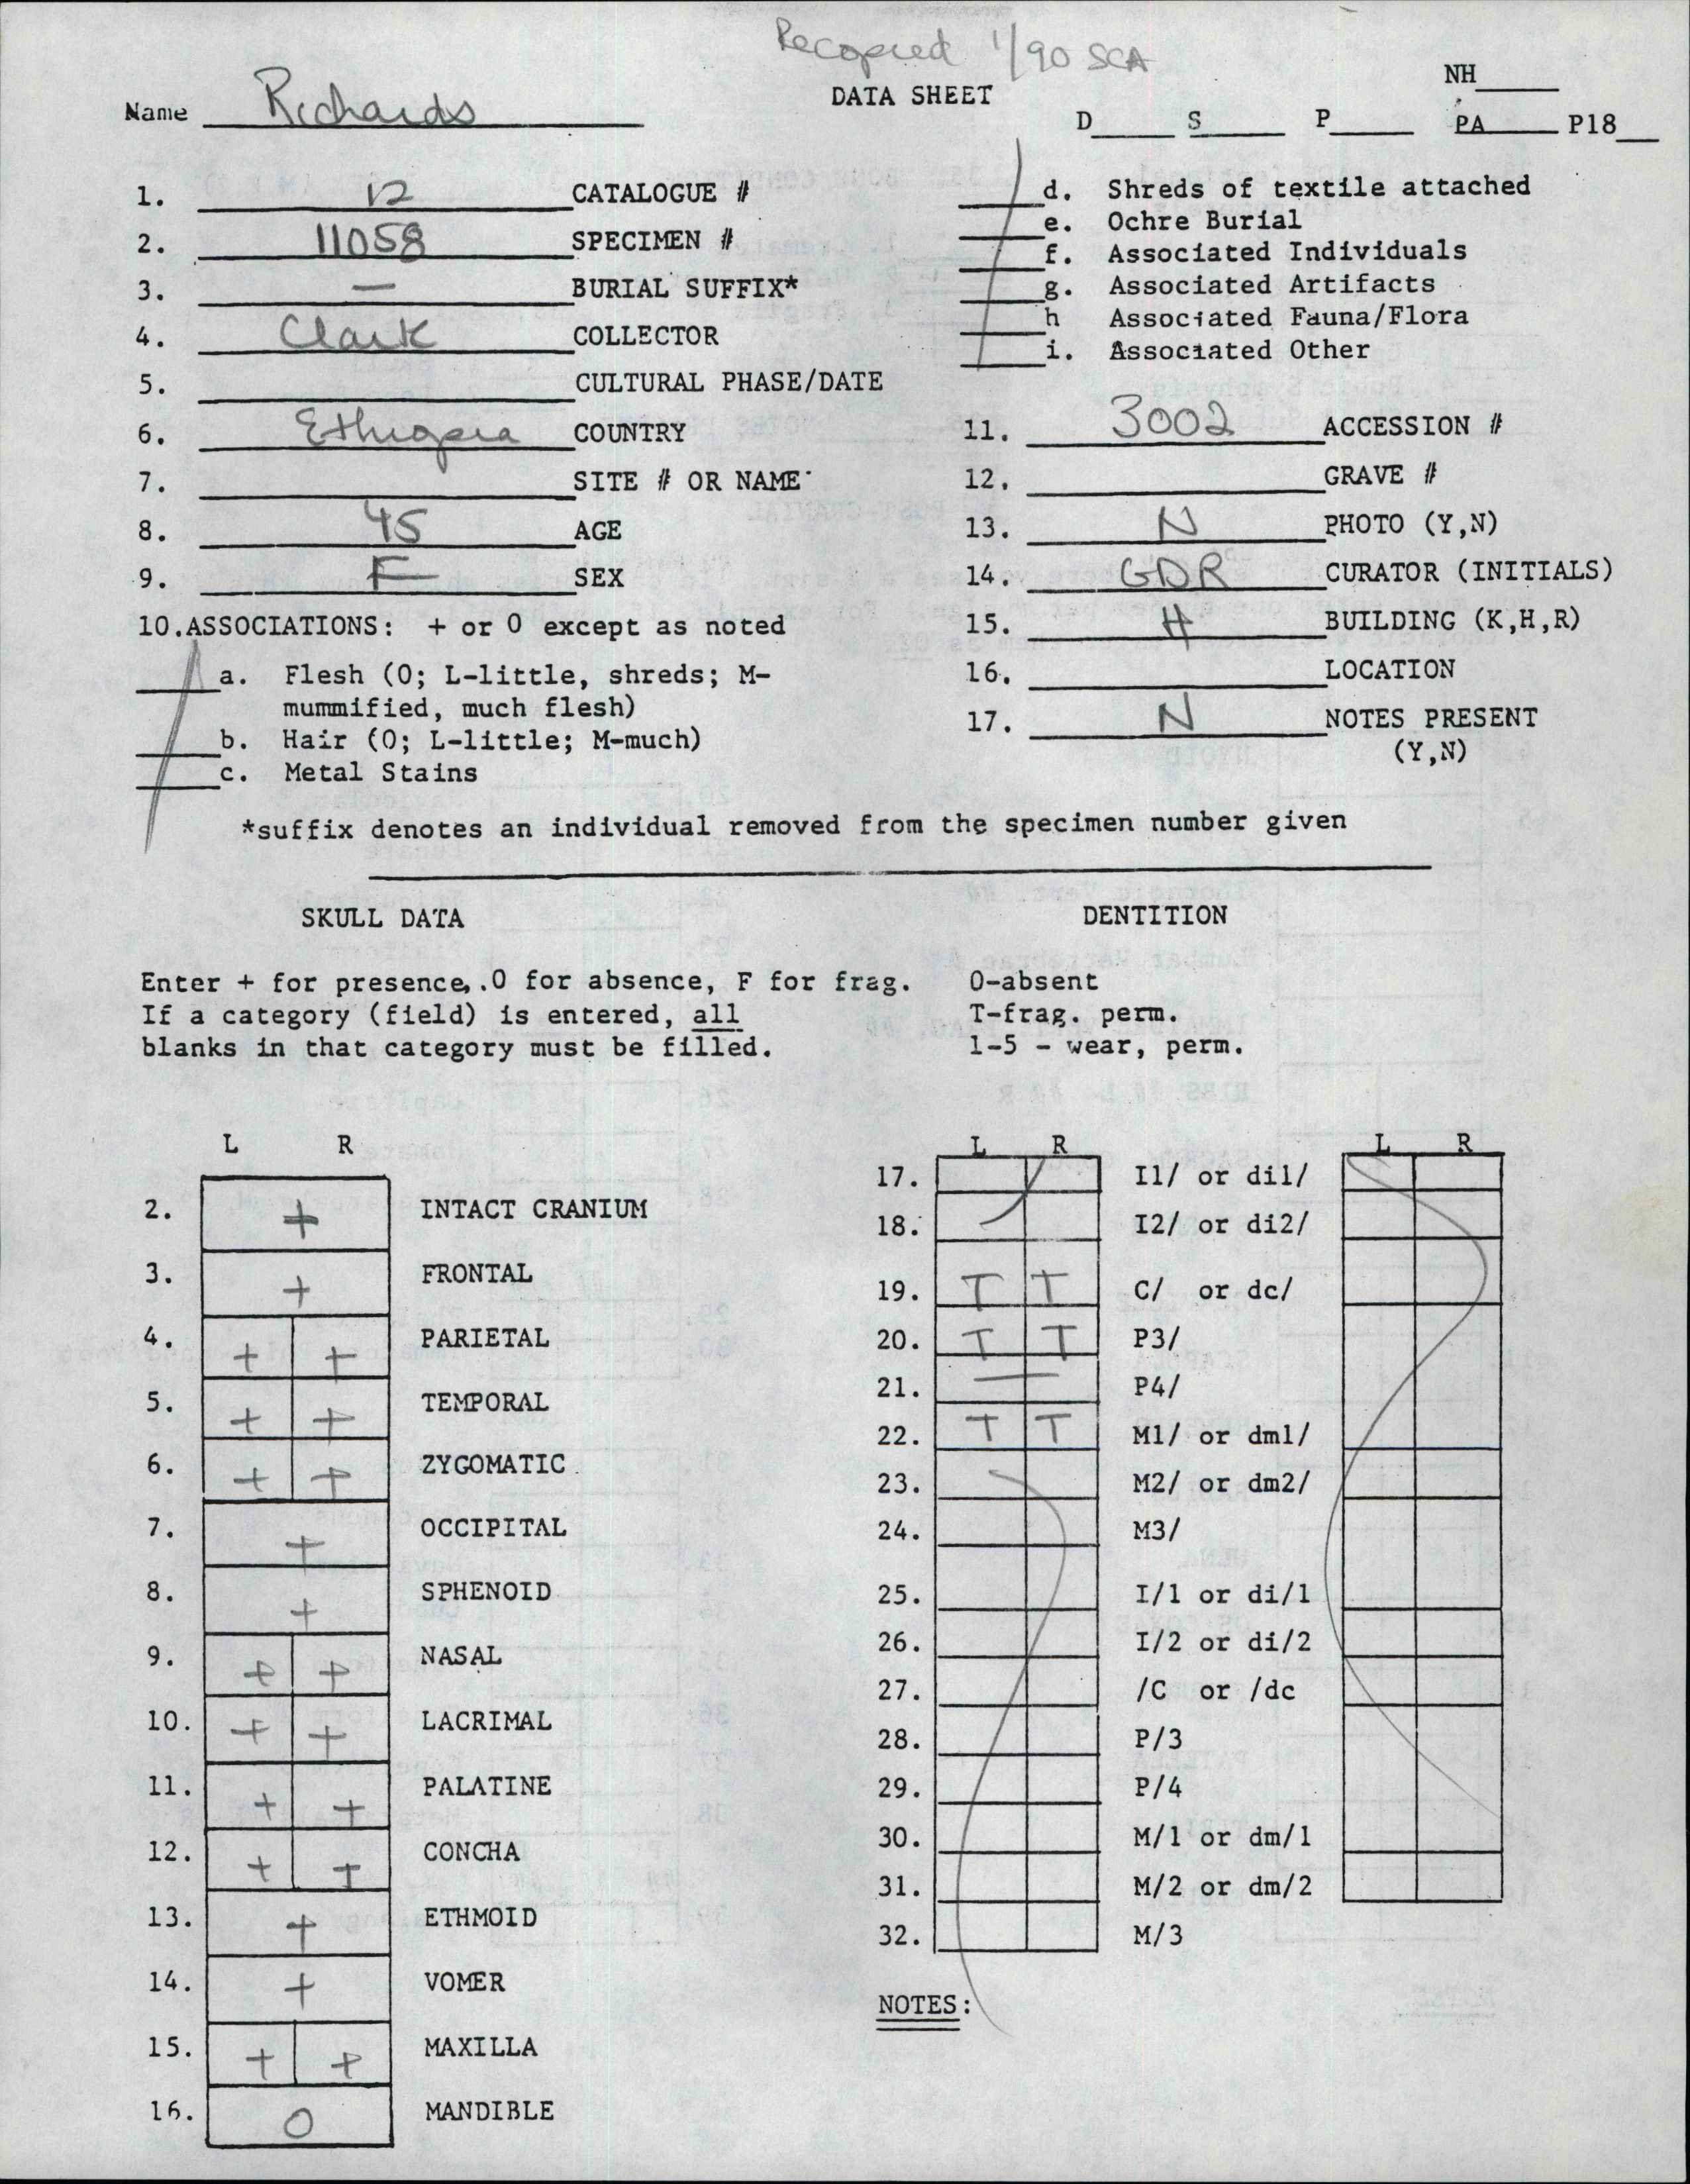 Recopied 1/90 SCA
NH
Name Richards
DATA SHEET
D S P PA P18
1. 12 CATALOGUE #
2. 11058 SPECIMEN #
3. — BURIAL SUFFIX*
4. Clark COLLECTOR
5. CULTURAL PHASE/DATE
6. Ethiopia COUNTRY
7. SITE # OR NAME
8. 45 AGE
9. F SEX
10.ASSOCIATIONS: + or 0 except as noted
a. Flesh (0; L-little, shreds; M-
mummified, much flesh)
b. Hair (0; L-little; M-much)
c. Metal Stains
d. Shreds of textile attached
e. Ochre Burial
f. Associated Individuals
g. Associated Artifacts
h Associated Fauna/Flora
i. Associated Other
11. 3002 ACCESSION #
12. GRAVE #
13. N PHOTO (Y,N)
14. GDR CURATOR (INITIALS)
15. H BUILDING (K,H,R)
16. LOCATION
17. N NOTES PRESENT
(Y,N)
*suffix denotes an individual removed from the specimen number given
SKULL DATA
Enter + for presence, .0 for absence, F for frag.
If a category (field) is entered, all
blanks in that category must be filled.
L R
2. + INTACT CRANIUM
3. + FRONTAL
4. + + PARIETAL
5. + + TEMPORAL
6. + + ZYGOMATIC
7. + OCCIPITAL
8. + SPHENOID
9. + + NASAL
10. + + LACRIMAL
11. + + PALATINE
12. + + CONCHA
13. + ETHMOID
14. + VOMER
15. + + MAXILLA
16. 0 MANDIBLE
DENTITION
0-absent
T-frag. perm.
1-5 - wear, perm.
L R L R
17. I1/ or di1/
18. I2/ or di2/
19. T T C/ or dc/
20. T T P3/
21. — P4/
22. T T M1/ or dm1/
23. M2/ or dm2/
24. M3/
25. I/1 or di/1
26. I/2 or di/2
27. /C or /dc
28. P/3
29. P/4
30. M/1 or dm/1
31. M/2 or dm/2
32. M/3
NOTES: